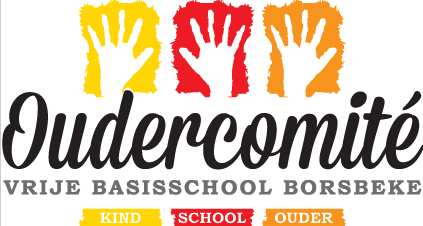 Oudercomité
VRIJE BASISSCHOOL BORSBEKE
KIND SCHOOL OUDER